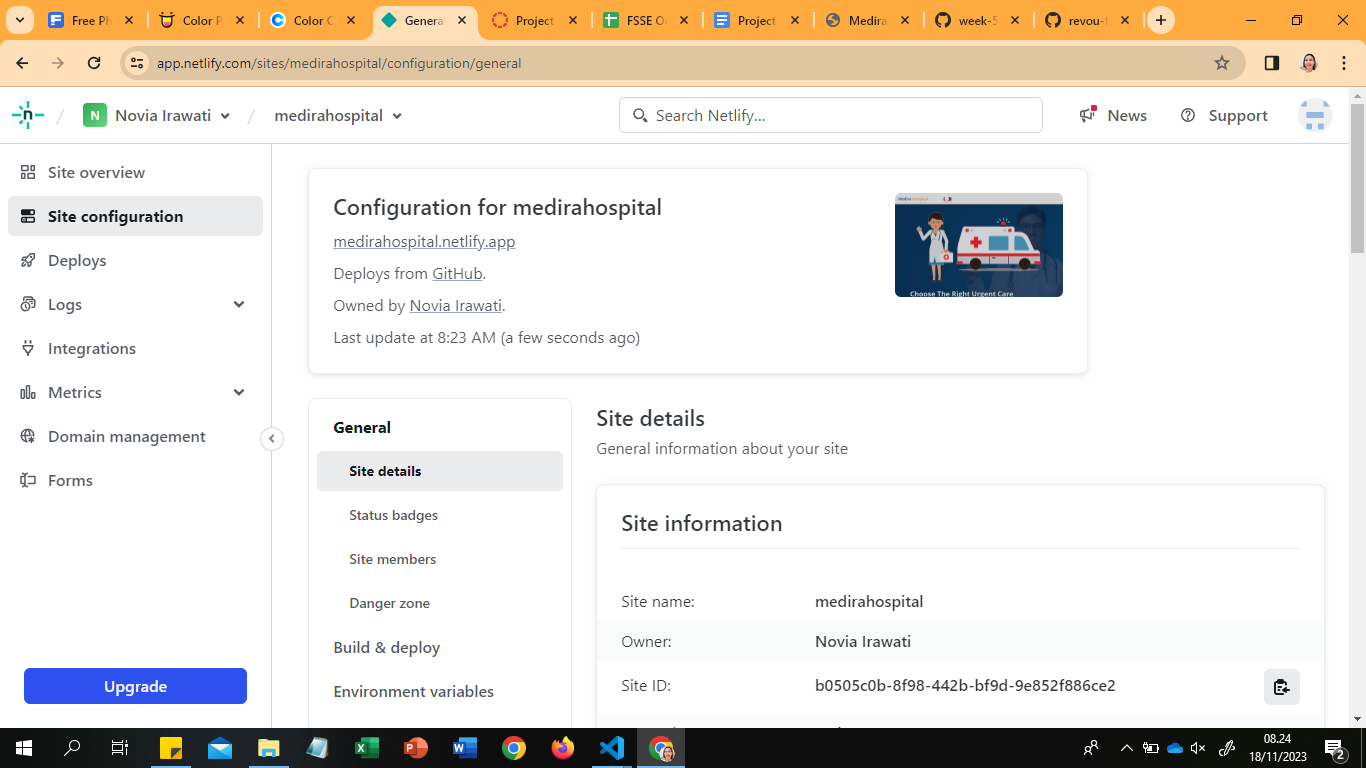 Free Ph
Color P
Color C
General
Project
FSSE O
Project
Medira
week-5
revou-f
app.netlify.com/sites/medirahospital/configuration/general
n / N Novia Irawati / medirahospital
Search Netlify...
News
Support
Site overview
Site configuration
Deploys
Logs
Integrations
Metrics
Domain management
Forms
Upgrade
Configuration for medirahospital
medirahospital.netlify.app
Deploys from GitHub.
Owned by Novia Irawati.
Last update at 8:23 AM (a few seconds ago)
Choose The Right Urgent Care
General
Site details
Status badges
Site members
Danger zone
Build & deploy
Environment variables
Site details
General information about your site
Site information
Site name: medirahospital
Owner: Novia Irawati
Site ID: b0505c0b-8f98-442b-bf9d-9e852f886ce2
08.24
18/11/2023
2